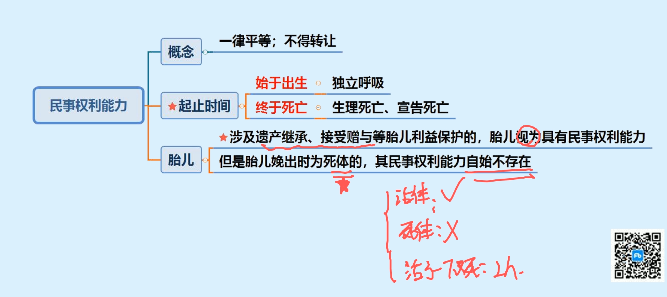 一律平等；不得转让
概念
民事权利能力
★起止时间
始于出生 独立呼吸
终于死亡 生理死亡、宣告死亡
胎儿
★涉及遗产继承、接受赠与等胎儿利益保护的，胎儿视为具有民事权利能力
但是胎儿娩出时为死体的，其民事权利能力自始不存在
活体：√
死体：X
活了 2h.